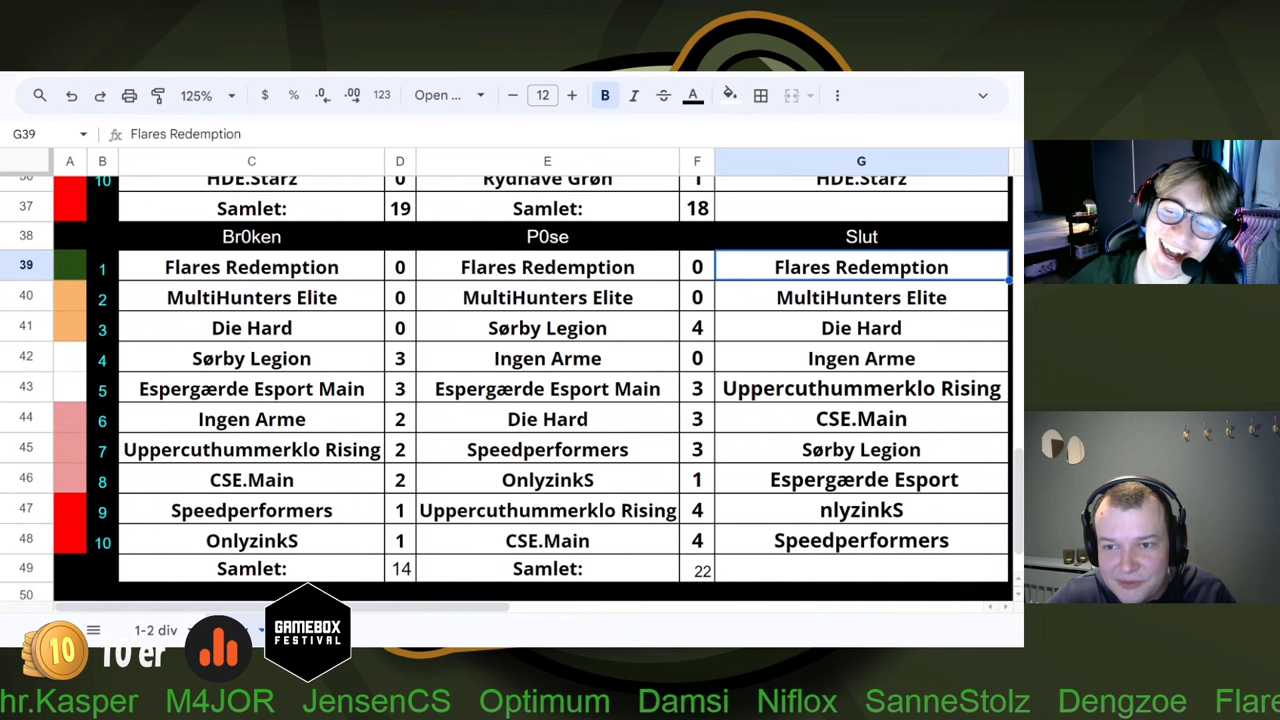 125% $ % .0 .00 123 Open ... 12 B I A
G39 fx Flares Redemption
A B C D E F G
36 10 HDE.Starz 0 Rydhave Grøn 1 HDE.Starz
37 Samlet: 19 Samlet: 18
38 Br0ken P0se Slut
39 1 Flares Redemption 0 Flares Redemption 0 Flares Redemption
40 2 MultiHunters Elite 0 MultiHunters Elite 0 MultiHunters Elite
41 3 Die Hard 0 Sørby Legion 4 Die Hard
42 4 Sørby Legion 3 Ingen Arme 0 Ingen Arme
43 5 Espergærde Esport Main 3 Espergærde Esport Main 3 Uppercuthummerklo Rising
44 6 Ingen Arme 2 Die Hard 3 CSE.Main
45 7 Uppercuthummerklo Rising 2 Speedperformers 3 Sørby Legion
46 8 CSE.Main 2 OnlyzinkS 1 Espergærde Esport
47 9 Speedperformers 1 Uppercuthummerklo Rising 4 nlyzinkS
48 10 OnlyzinkS 1 CSE.Main 4 Speedperformers
49 Samlet: 14 Samlet: 22
50
1-2 div
10 10 er
GAMEBOX
FESTIVAL
hr.Kasper M4JOR JensenCS Optimum Damsi Niflox SanneStolz Dengzoe Flare